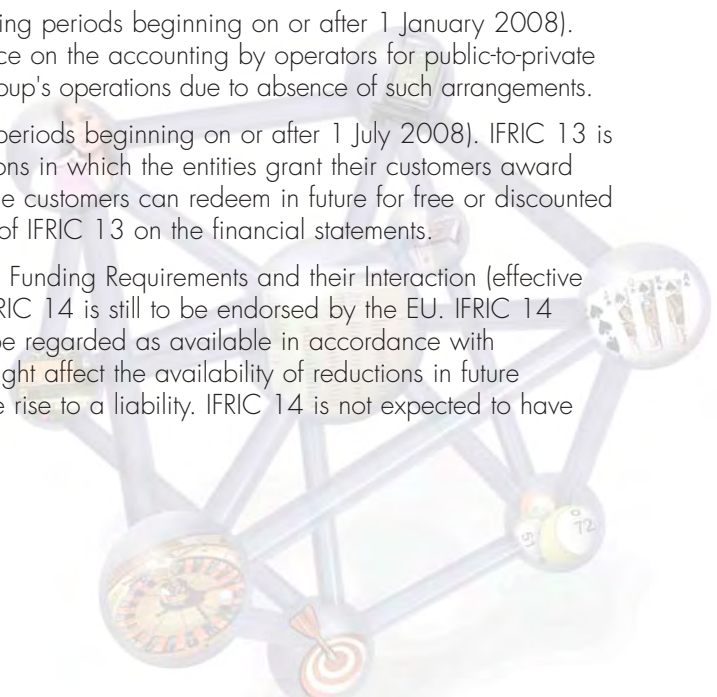 ing periods beginning on or after 1 January 2008).
ce on the accounting by operators for public-to-private
oup's operations due to absence of such arrangements.
periods beginning on or after 1 July 2008). IFRIC 13 is
ons in which the entities grant their customers award
e customers can redeem in future for free or discounted
of IFRIC 13 on the financial statements.
Funding Requirements and their Interaction (effective
RIC 14 is still to be endorsed by the EU. IFRIC 14
be regarded as available in accordance with
ght affect the availability of reductions in future
e rise to a liability. IFRIC 14 is not expected to have
72